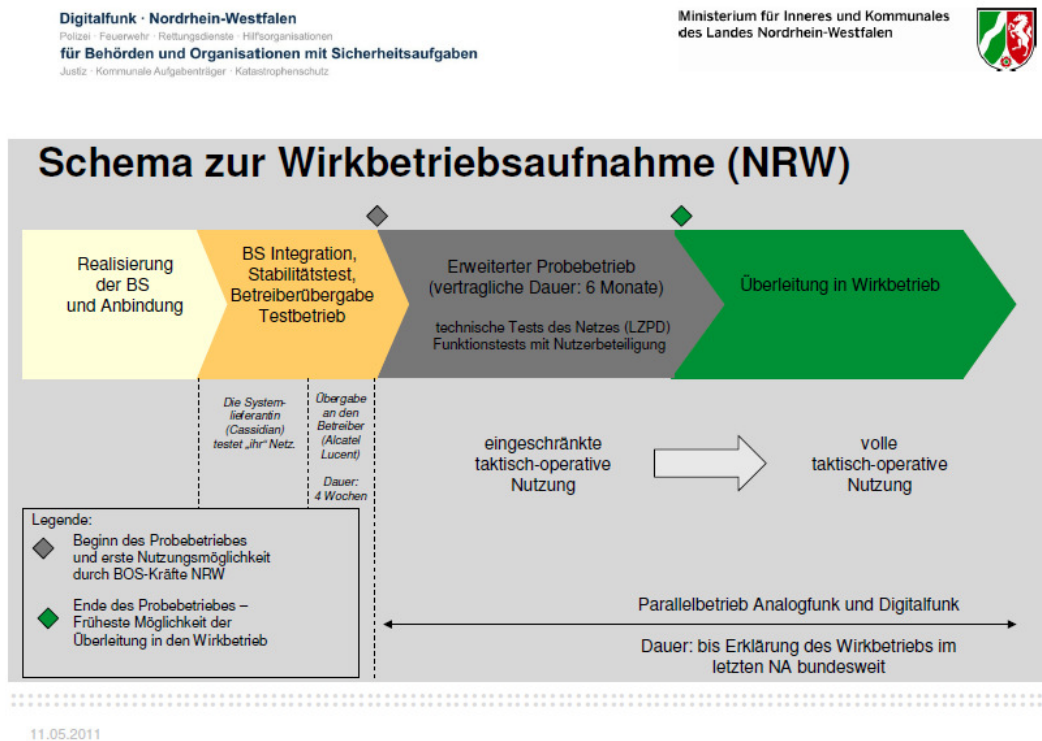 Digitalfunk · Nordrhein-Westfalen
Polizei · Feuerwehr · Rettungsdienste · Hilfsorganisationen
für Behörden und Organisationen mit Sicherheitsaufgaben
Justiz · Kommunale Aufgabenträger · Katastrophenschutz
Ministerium für Inneres und Kommunales
des Landes Nordrhein-Westfalen
Schema zur Wirkbetriebsaufnahme (NRW)
Realisierung
der BS
und Anbindung
BS Integration,
Stabilitätstest,
Betreiberübergabe
Testbetrieb
Erweiterter Probebetrieb
(vertragliche Dauer: 6 Monate)
technische Tests des Netzes (LZPD)
Funktionstests mit Nutzerbeteiligung
Überleitung in Wirkbetrieb
Die System-
lieferantin
(Cassidian)
testet „ihr“ Netz.
Übergabe
an den
Betreiber
(Alcatel
Lucent)
Dauer:
4 Wochen
eingeschränkte
taktisch-operative
Nutzung
volle
taktisch-operative
Nutzung
Legende:
Beginn des Probebetriebes
und erste Nutzungsmöglichkeit
durch BOS-Kräfte NRW
Ende des Probebetriebes –
Früheste Möglichkeit der
Überleitung in den Wirkbetrieb
Parallelbetrieb Analogfunk und Digitalfunk
Dauer: bis Erklärung des Wirkbetriebs im
letzten NA bundesweit
11.05.2011